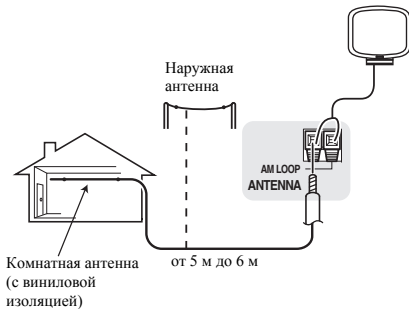 Наружная
антенна
AM LOOP
ANTENNA
от 5 м до 6 м
Комнатная антенна
(с виниловой
изоляцией)